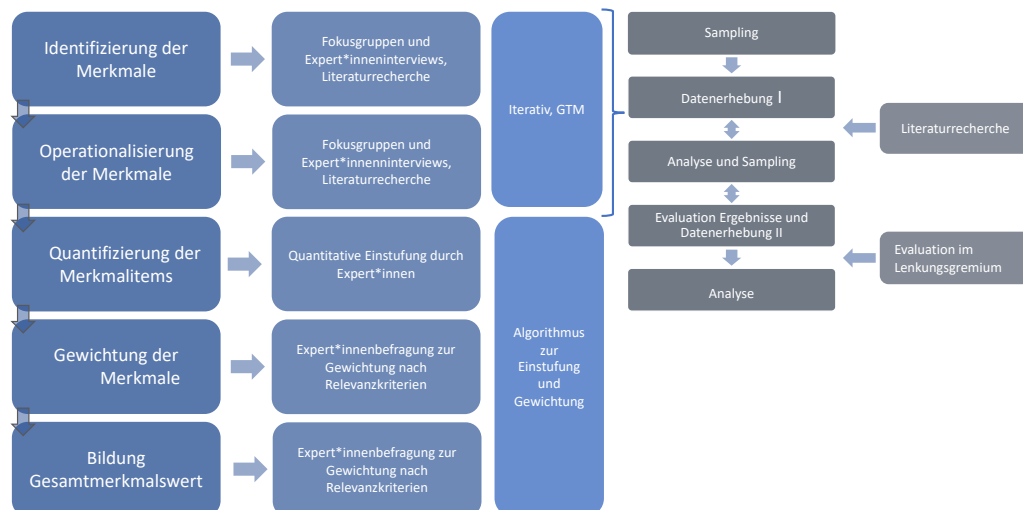 Identifizierung der
Merkmale
Fokusgruppen und
Expert*inneninterviews,
Literaturrecherche
Operationalisierung
der Merkmale
Fokusgruppen und
Expert*innenninterviews,
Literaturrecherche
Iterativ, GTM
Quantifizierung der
Merkmalitems
Quantitative Einstufung durch
Expert*innen
Gewichtung der
Merkmale
Expert*innenbefragung zur
Gewichtung nach
Relevanzkriterien
Bildung
Gesamtmerkmalswert
Expert*innenbefragung zur
Gewichtung nach
Relevanzkriterien
Algorithmus
zur
Einstufung
und
Gewichtung
Sampling
Datenerhebung I
Analyse und Sampling
Evaluation Ergebnisse und
Datenerhebung II
Analyse
Literaturrecherche
Evaluation im
Lenkungsgremium